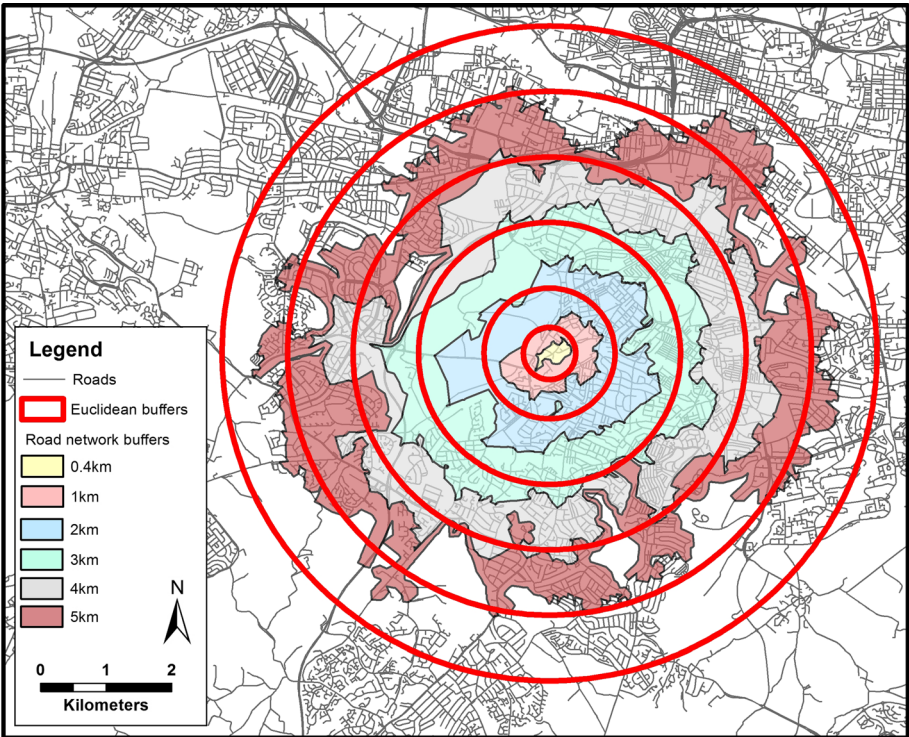 Legend
Roads
Euclidean buffers
Road network buffers
0.4km
1km
2km
3km
4km
5km
N
0 1 2
Kilometers